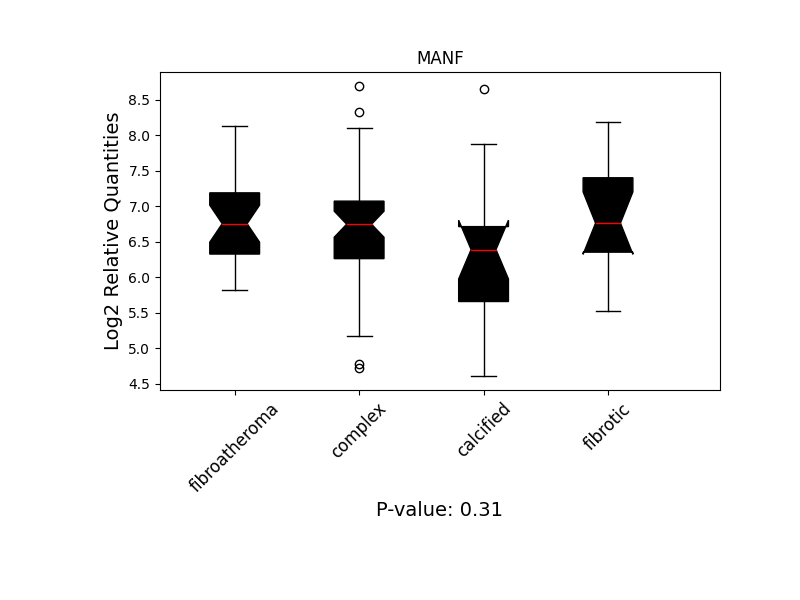 MANF
Log2 Relative Quantities
8.5
8.0
7.5
7.0
6.5
6.0
5.5
5.0
4.5
fibroatheroma
complex
calcified
fibrotic
P-value: 0.31